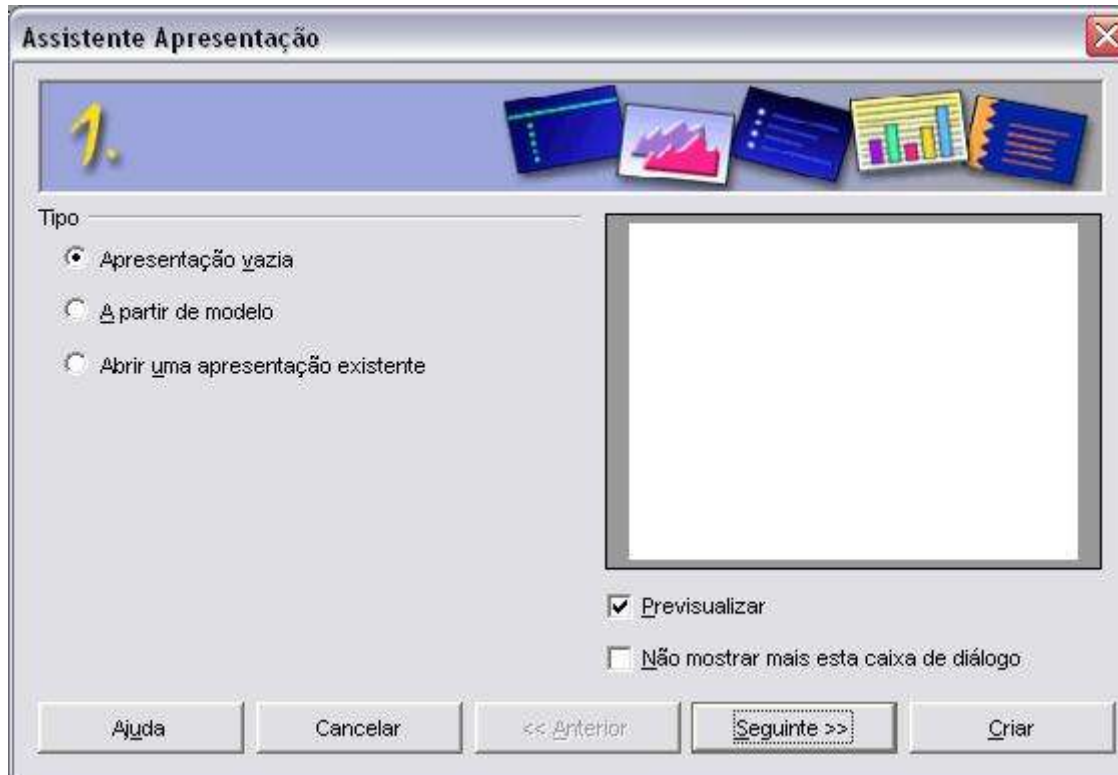 Assistente Apresentação
1.
Tipo
Apresentação vazia
A partir de modelo
Abrir uma apresentação existente
Previsualizar
Não mostrar mais esta caixa de diálogo
Ajuda Cancelar << Anterior Seguinte >> Criar